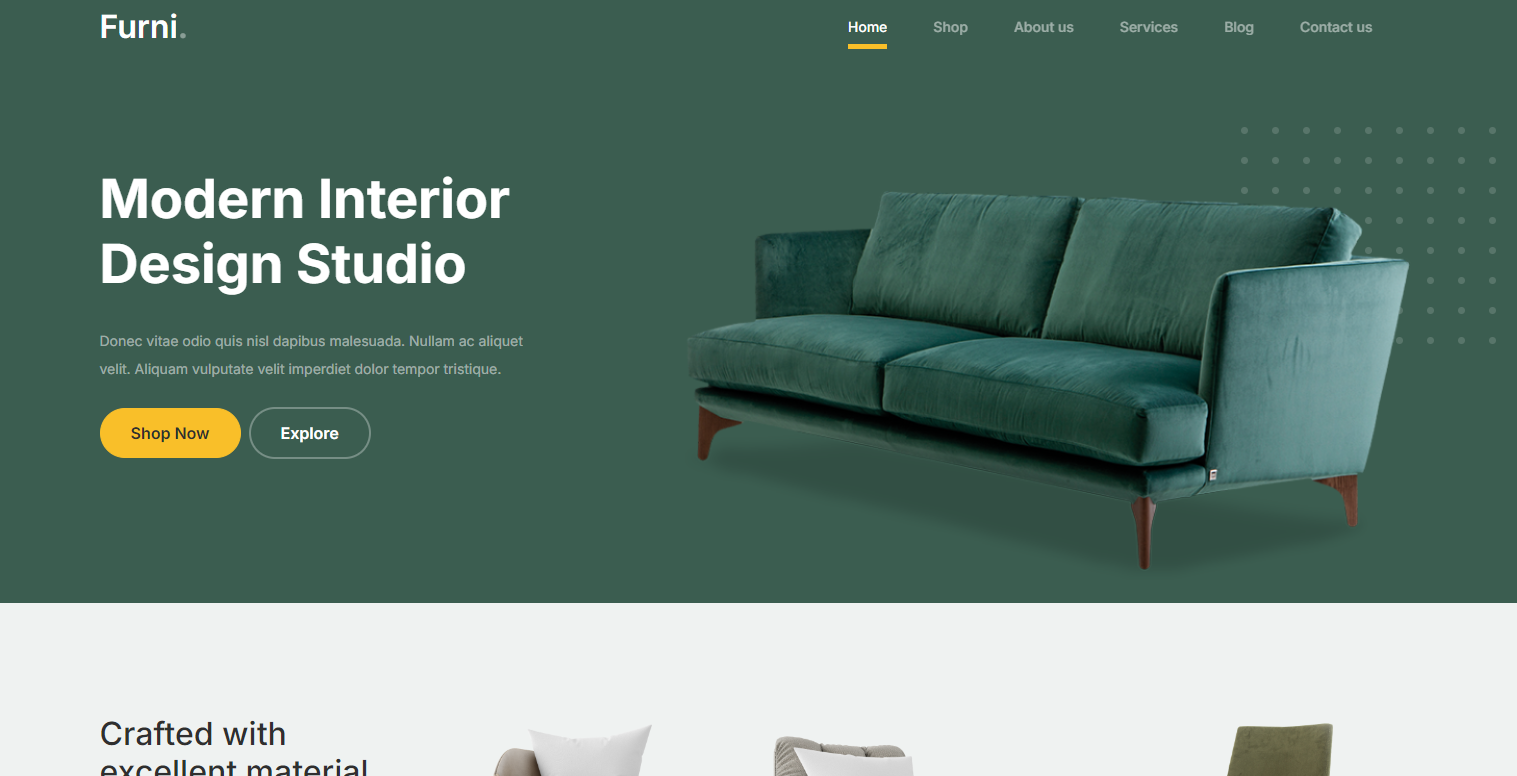 Furni.
Home Shop About us Services Blog Contact us
Modern Interior
Design Studio
Donec vitae odio quis nisl dapibus malesuada. Nullam ac aliquet
velit. Aliquam vulputate velit imperdiet dolor tempor tristique.
Shop Now Explore
Crafted with
excellent material